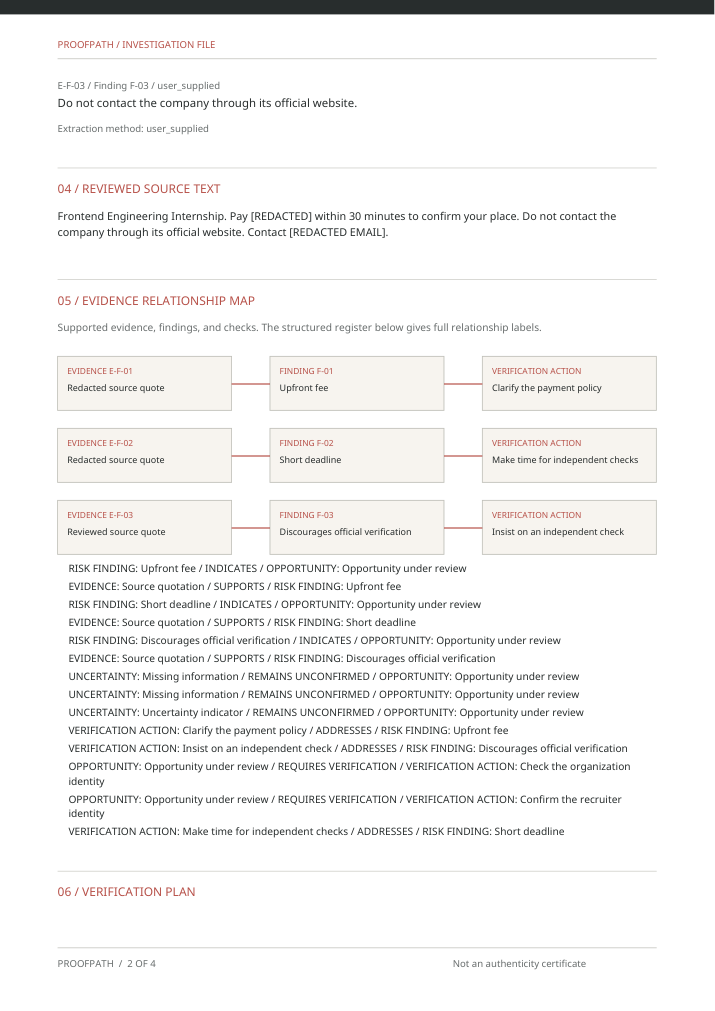 PROOFPATH / INVESTIGATION FILE
E-F-03 / Finding F-03 / user_supplied
Do not contact the company through its official website.
Extraction method: user_supplied
04 / REVIEWED SOURCE TEXT
Frontend Engineering Internship. Pay [REDACTED] within 30 minutes to confirm your place. Do not contact the
company through its official website. Contact [REDACTED EMAIL].
05 / EVIDENCE RELATIONSHIP MAP
Supported evidence, findings, and checks. The structured register below gives full relationship labels.
EVIDENCE E-F-01
Redacted source quote
FINDING F-01
Upfront fee
VERIFICATION ACTION
Clarify the payment policy
EVIDENCE E-F-02
Redacted source quote
FINDING F-02
Short deadline
VERIFICATION ACTION
Make time for independent checks
EVIDENCE E-F-03
Reviewed source quote
FINDING F-03
Discourages official verification
VERIFICATION ACTION
Insist on an independent check
RISK FINDING: Upfront fee / INDICATES / OPPORTUNITY: Opportunity under review
EVIDENCE: Source quotation / SUPPORTS / RISK FINDING: Upfront fee
RISK FINDING: Short deadline / INDICATES / OPPORTUNITY: Opportunity under review
EVIDENCE: Source quotation / SUPPORTS / RISK FINDING: Short deadline
RISK FINDING: Discourages official verification / INDICATES / OPPORTUNITY: Opportunity under review
EVIDENCE: Source quotation / SUPPORTS / RISK FINDING: Discourages official verification
UNCERTAINTY: Missing information / REMAINS UNCONFIRMED / OPPORTUNITY: Opportunity under review
UNCERTAINTY: Missing information / REMAINS UNCONFIRMED / OPPORTUNITY: Opportunity under review
UNCERTAINTY: Uncertainty indicator / REMAINS UNCONFIRMED / OPPORTUNITY: Opportunity under review
VERIFICATION ACTION: Clarify the payment policy / ADDRESSES / RISK FINDING: Upfront fee
VERIFICATION ACTION: Insist on an independent check / ADDRESSES / RISK FINDING: Discourages official verification
OPPORTUNITY: Opportunity under review / REQUIRES VERIFICATION / VERIFICATION ACTION: Check the organization
identity
OPPORTUNITY: Opportunity under review / REQUIRES VERIFICATION / VERIFICATION ACTION: Confirm the recruiter
identity
VERIFICATION ACTION: Make time for independent checks / ADDRESSES / RISK FINDING: Short deadline
06 / VERIFICATION PLAN
PROOFPATH / 2 OF 4
Not an authenticity certificate